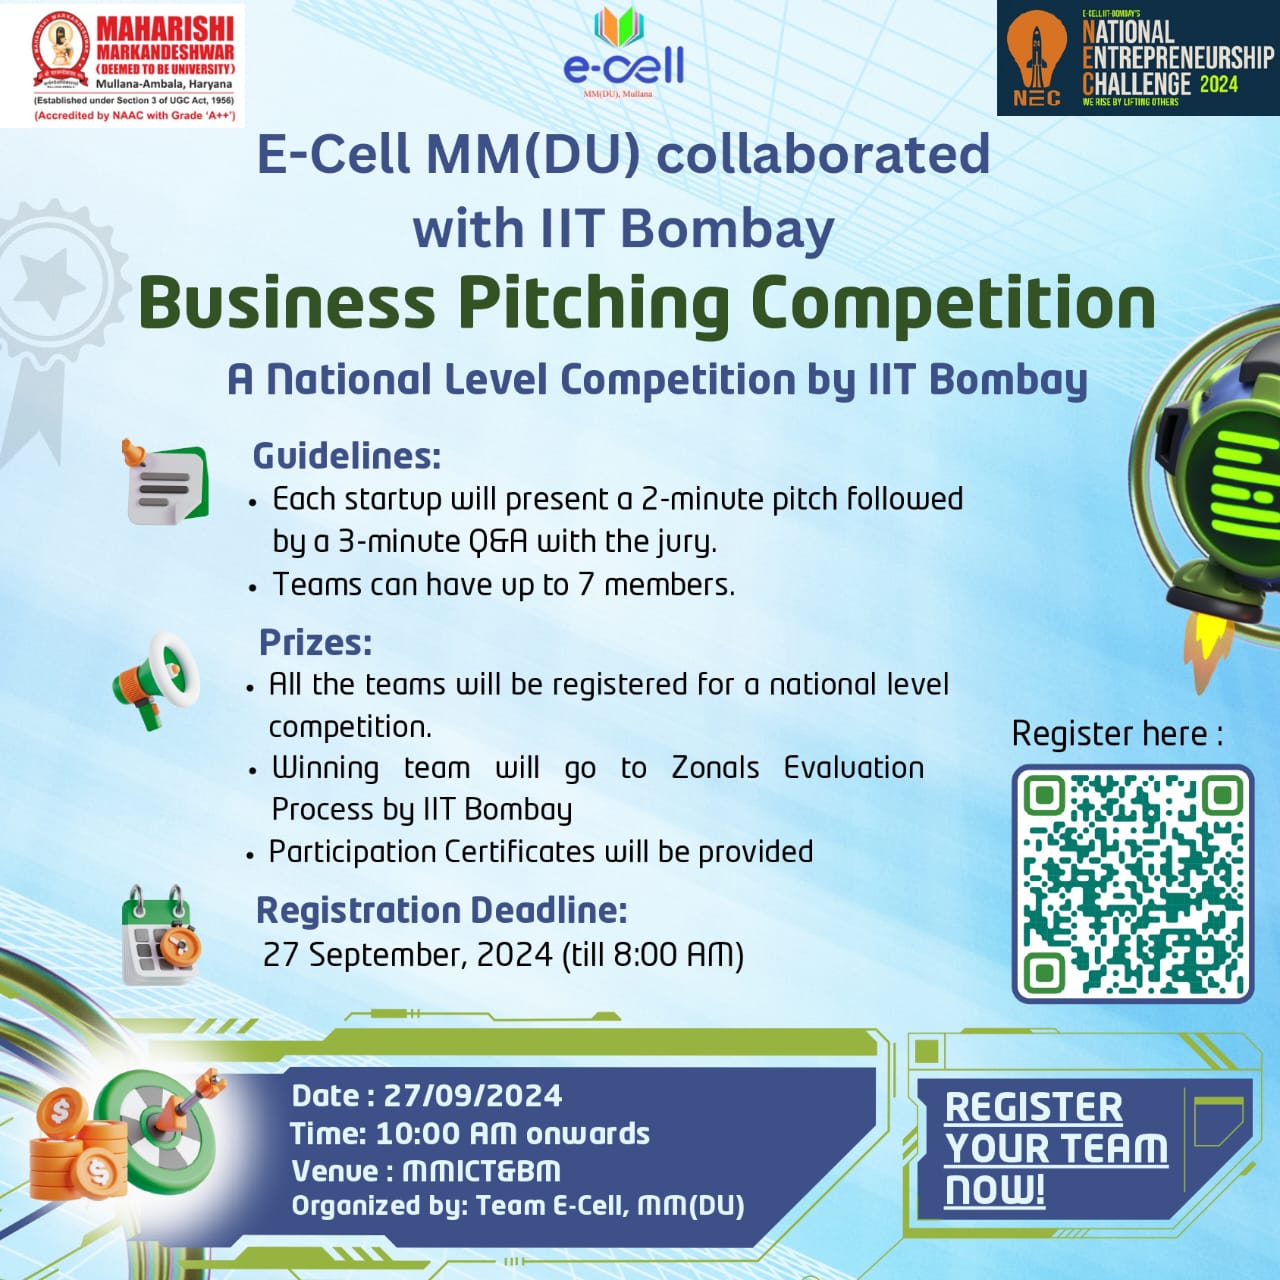 MAHARISHI
MARKANDESHWAR
(DEEMED TO BE UNIVERSITY)
Mullana-Ambala, Haryana
(Established under Section 3 of UGC Act, 1956)
(Accredited by NAAC with Grade 'A++')
e-cell
MM(DU), Mullana
E-CELL IIT-BOMBAY'S
NATIONAL
ENTREPRENEURSHIP
CHALLENGE 2024
WE RISE BY LIFTING OTHERS
24
NEC
E-Cell MM(DU) collaborated
with IIT Bombay
Business Pitching Competition
A National Level Competition by IIT Bombay
Guidelines:
• Each startup will present a 2-minute pitch followed
by a 3-minute Q&A with the jury.
• Teams can have up to 7 members.
Prizes:
• All the teams will be registered for a national level
competition.
• Winning team will go to Zonals Evaluation
Process by IIT Bombay
• Participation Certificates will be provided
Registration Deadline:
27 September, 2024 (till 8:00 AM)
Register here :
Date : 27/09/2024
Time: 10:00 AM onwards
Venue : MMICT&BM
Organized by: Team E-Cell, MM(DU)
REGISTER
YOUR TEAM
NOW!